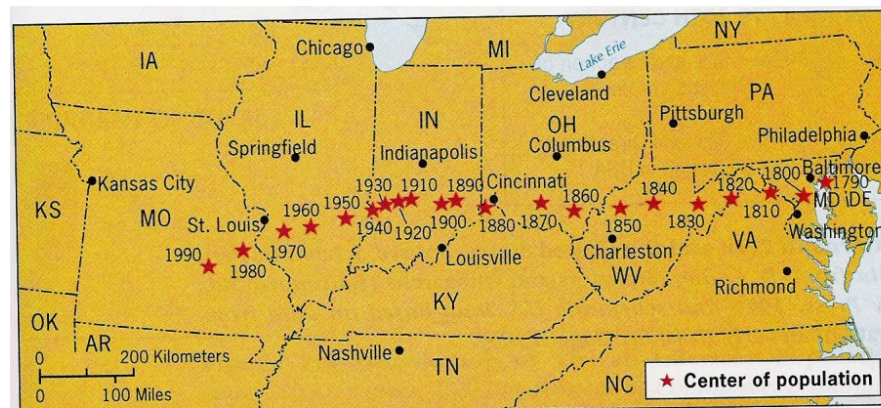 NY
MI
Chicago
IA
Lake Erie
Cleveland
PA
Pittsburgh
IL
IN
OH
Columbus
Philadelphia
Springfield
Indianapolis
Kansas City
KS
MO
St. Louis
1990
1980
1970
1960
1950
1940
1930
1920
1910
1900
1890
Cincinnati
1880
1870
1860
1850
1840
1830
1820
1810
1800
Baltimore
1790
MD
DE
Washington
VA
Charleston
WV
Louisville
Richmond
KY
OK
AR
0 200 Kilometers
0 100 Miles
Nashville
TN
NC
Center of population